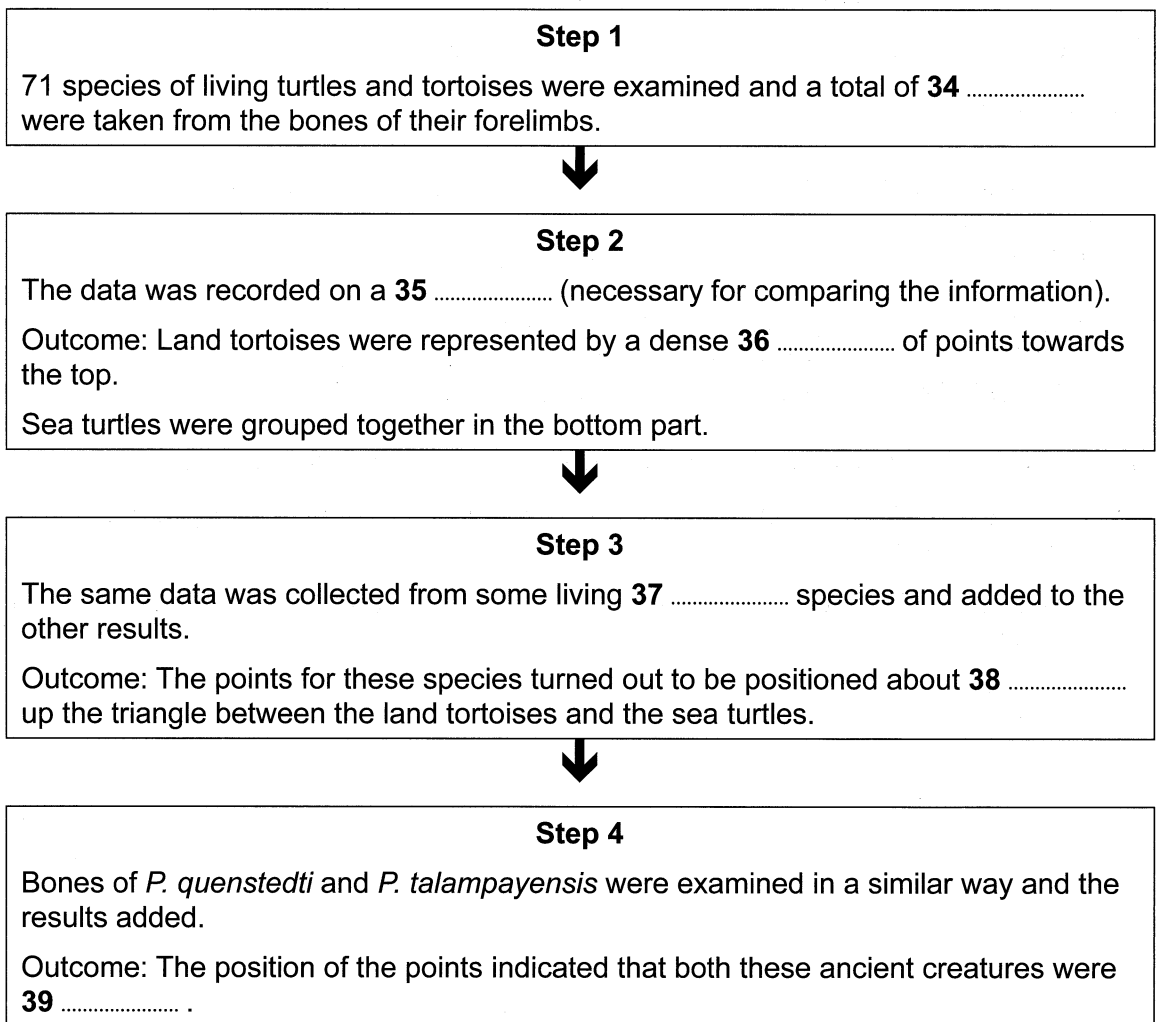 Step 1
71 species of living turtles and tortoises were examined and a total of 34 ......................
were taken from the bones of their forelimbs.
Step 2
The data was recorded on a 35 ...................... (necessary for comparing the information).
Outcome: Land tortoises were represented by a dense 36 ...................... of points towards
the top.
Sea turtles were grouped together in the bottom part.
Step 3
The same data was collected from some living 37 ...................... species and added to the
other results.
Outcome: The points for these species turned out to be positioned about 38 ......................
up the triangle between the land tortoises and the sea turtles.
Step 4
Bones of P. quenstedti and P. talampayensis were examined in a similar way and the
results added.
Outcome: The position of the points indicated that both these ancient creatures were
39 ...................... .